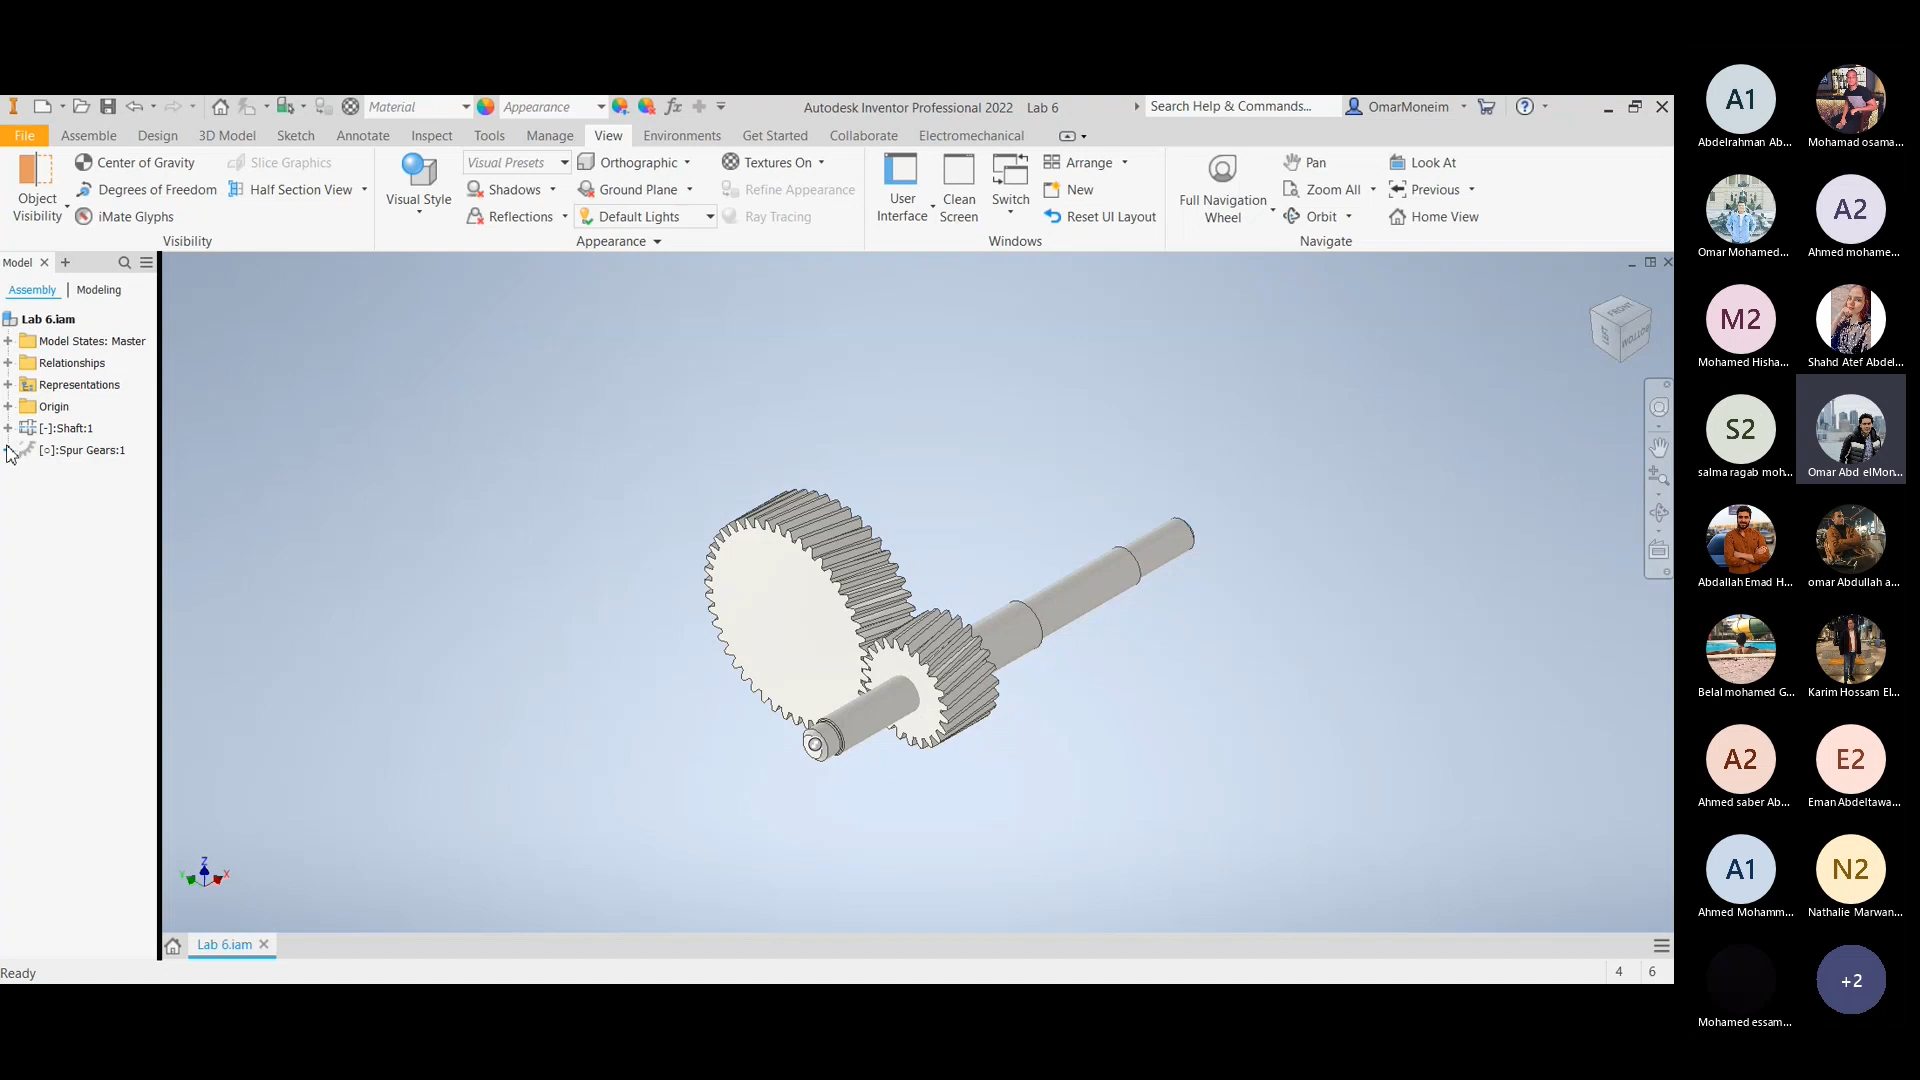 Material
Appearance
Autodesk Inventor Professional 2022 Lab 6
Search Help & Commands...
OmarMoneim
File
Assemble
Design
3D Model
Sketch
Annotate
Inspect
Tools
Manage
View
Environments
Get Started
Collaborate
Electromechanical
Object Visibility
Center of Gravity
Degrees of Freedom
iMate Glyphs
Slice Graphics
Half Section View
Visibility
Visual Style
Visual Presets
Shadows
Reflections
Orthographic
Ground Plane
Default Lights
Textures On
Refine Appearance
Ray Tracing
Appearance
User Interface
Clean Screen
Switch
Arrange
New
Reset UI Layout
Windows
Full Navigation Wheel
Pan
Zoom All
Orbit
Look At
Previous
Home View
Navigate
Model
Assembly | Modeling
Lab 6.iam
Model States: Master
Relationships
Representations
Origin
[-]:Shaft:1
[○]:Spur Gears:1
FRONT
BOTTOM
Z
Y
X
Lab 6.iam
Ready
4 6
A1
Abdelrahman Ab...
Mohamad osama...
Omar Mohamed...
A2
Ahmed mohame...
M2
Mohamed Hisha...
Shahd Atef Abdel...
S2
salma ragab moh...
Omar Abd elMon...
Abdallah Emad H...
omar Abdullah a...
Belal mohamed G...
Karim Hossam El...
A2
Ahmed saber Ab...
E2
Eman Abdeltawa...
A1
Ahmed Mohamm...
N2
Nathalie Marwan...
Mohamed essam...
+2